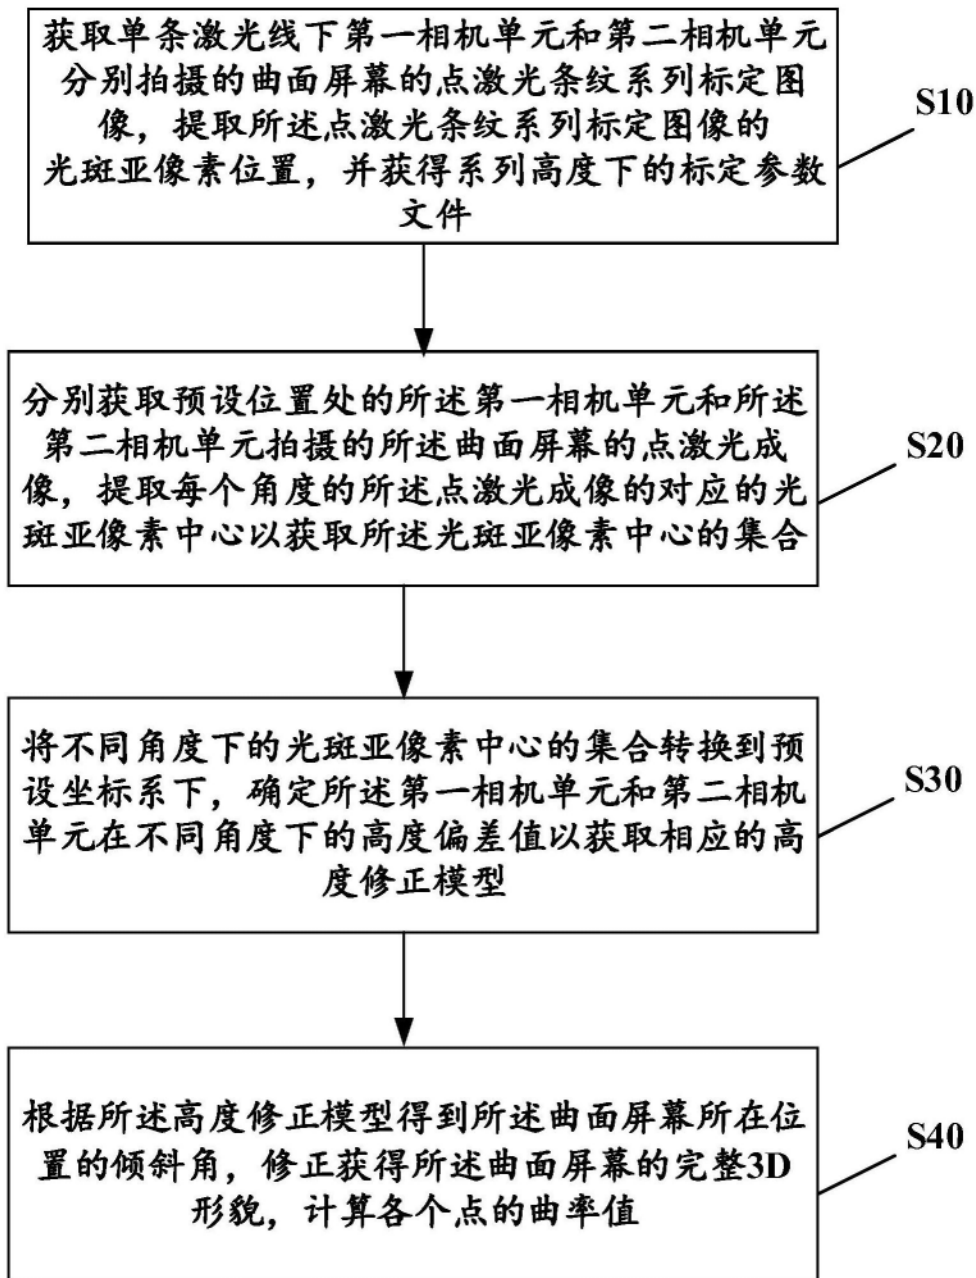 获取单条激光线下第一相机单元和第二相机单元
分别拍摄的曲面屏幕的点激光条纹系列标定图
像，提取所述点激光条纹系列标定图像的
光斑亚像素位置，并获得系列高度下的标定参数
文件
S10
分别获取预设位置处的所述第一相机单元和所述
第二相机单元拍摄的所述曲面屏幕的点激光成
像，提取每个角度的所述点激光成像的对应的光
斑亚像素中心以获取所述光斑亚像素中心的集合
S20
将不同角度下的光斑亚像素中心的集合转换到预
设坐标系下，确定所述第一相机单元和第二相机
单元在不同角度下的高度偏差值以获取相应的高
度修正模型
S30
根据所述高度修正模型得到所述曲面屏幕所在位
置的倾斜角，修正获得所述曲面屏幕的完整3D
形貌，计算各个点的曲率值
S40